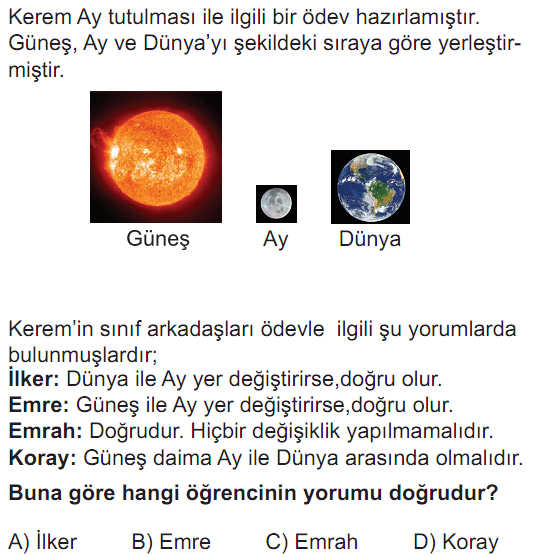 Kerem Ay tutulması ile ilgili bir ödev hazırlamıştır.
Güneş, Ay ve Dünya'yı şekildeki sıraya göre yerleştir-
miştir.
Güneş Ay Dünya
Kerem'in sınıf arkadaşları ödevle ilgili şu yorumlarda
bulunmuşlardır;
İlker: Dünya ile Ay yer değiştirirse,doğru olur.
Emre: Güneş ile Ay yer değiştirirse,doğru olur.
Emrah: Doğrudur. Hiçbir değişiklik yapılmamalıdır.
Koray: Güneş daima Ay ile Dünya arasında olmalıdır.
Buna göre hangi öğrencinin yorumu doğrudur?
A) İlker B) Emre C) Emrah D) Koray